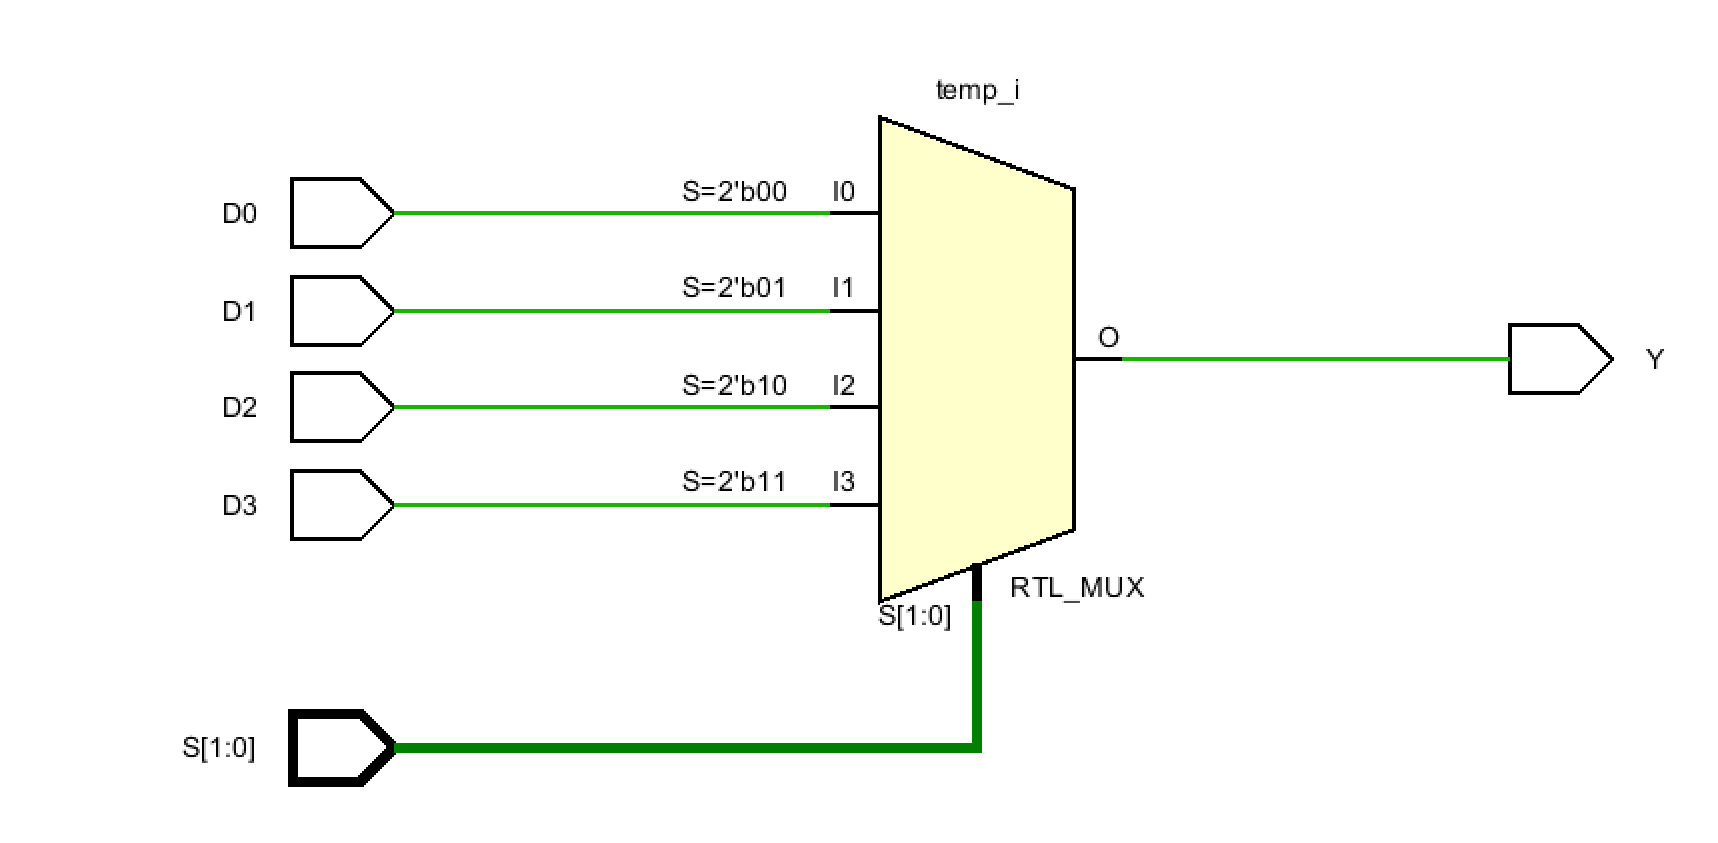 temp_i
D0
S=2'b00
I0
D1
S=2'b01
I1
O
Y
D2
S=2'b10
I2
D3
S=2'b11
I3
RTL_MUX
S[1:0]
S[1:0]